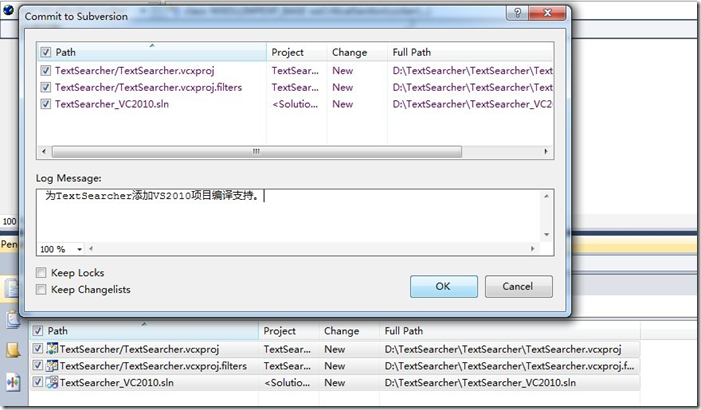 Commit to Subversion
Path Project Change Full Path
TextSearcher/TextSearcher.vcxproj TextSear... New D:\TextSearcher\TextSearcher\Text
TextSearcher/TextSearcher.vcxproj.filters TextSear... New D:\TextSearcher\TextSearcher\Text
TextSearcher_VC2010.sln <Solutio... New D:\TextSearcher\TextSearcher_VC20
Log Message:
为TextSearcher添加VS2010项目编译支持。
100 %
100
Pen
Keep Locks
Keep Changelists
OK Cancel
Path Project Change Full Path
TextSearcher/TextSearcher.vcxproj TextSear... New D:\TextSearcher\TextSearcher\TextSearcher.vcxproj
TextSearcher/TextSearcher.vcxproj.filters TextSear... New D:\TextSearcher\TextSearcher\TextSearcher.vcxproj.f...
TextSearcher_VC2010.sln <Solutio... New D:\TextSearcher\TextSearcher_VC2010.sln